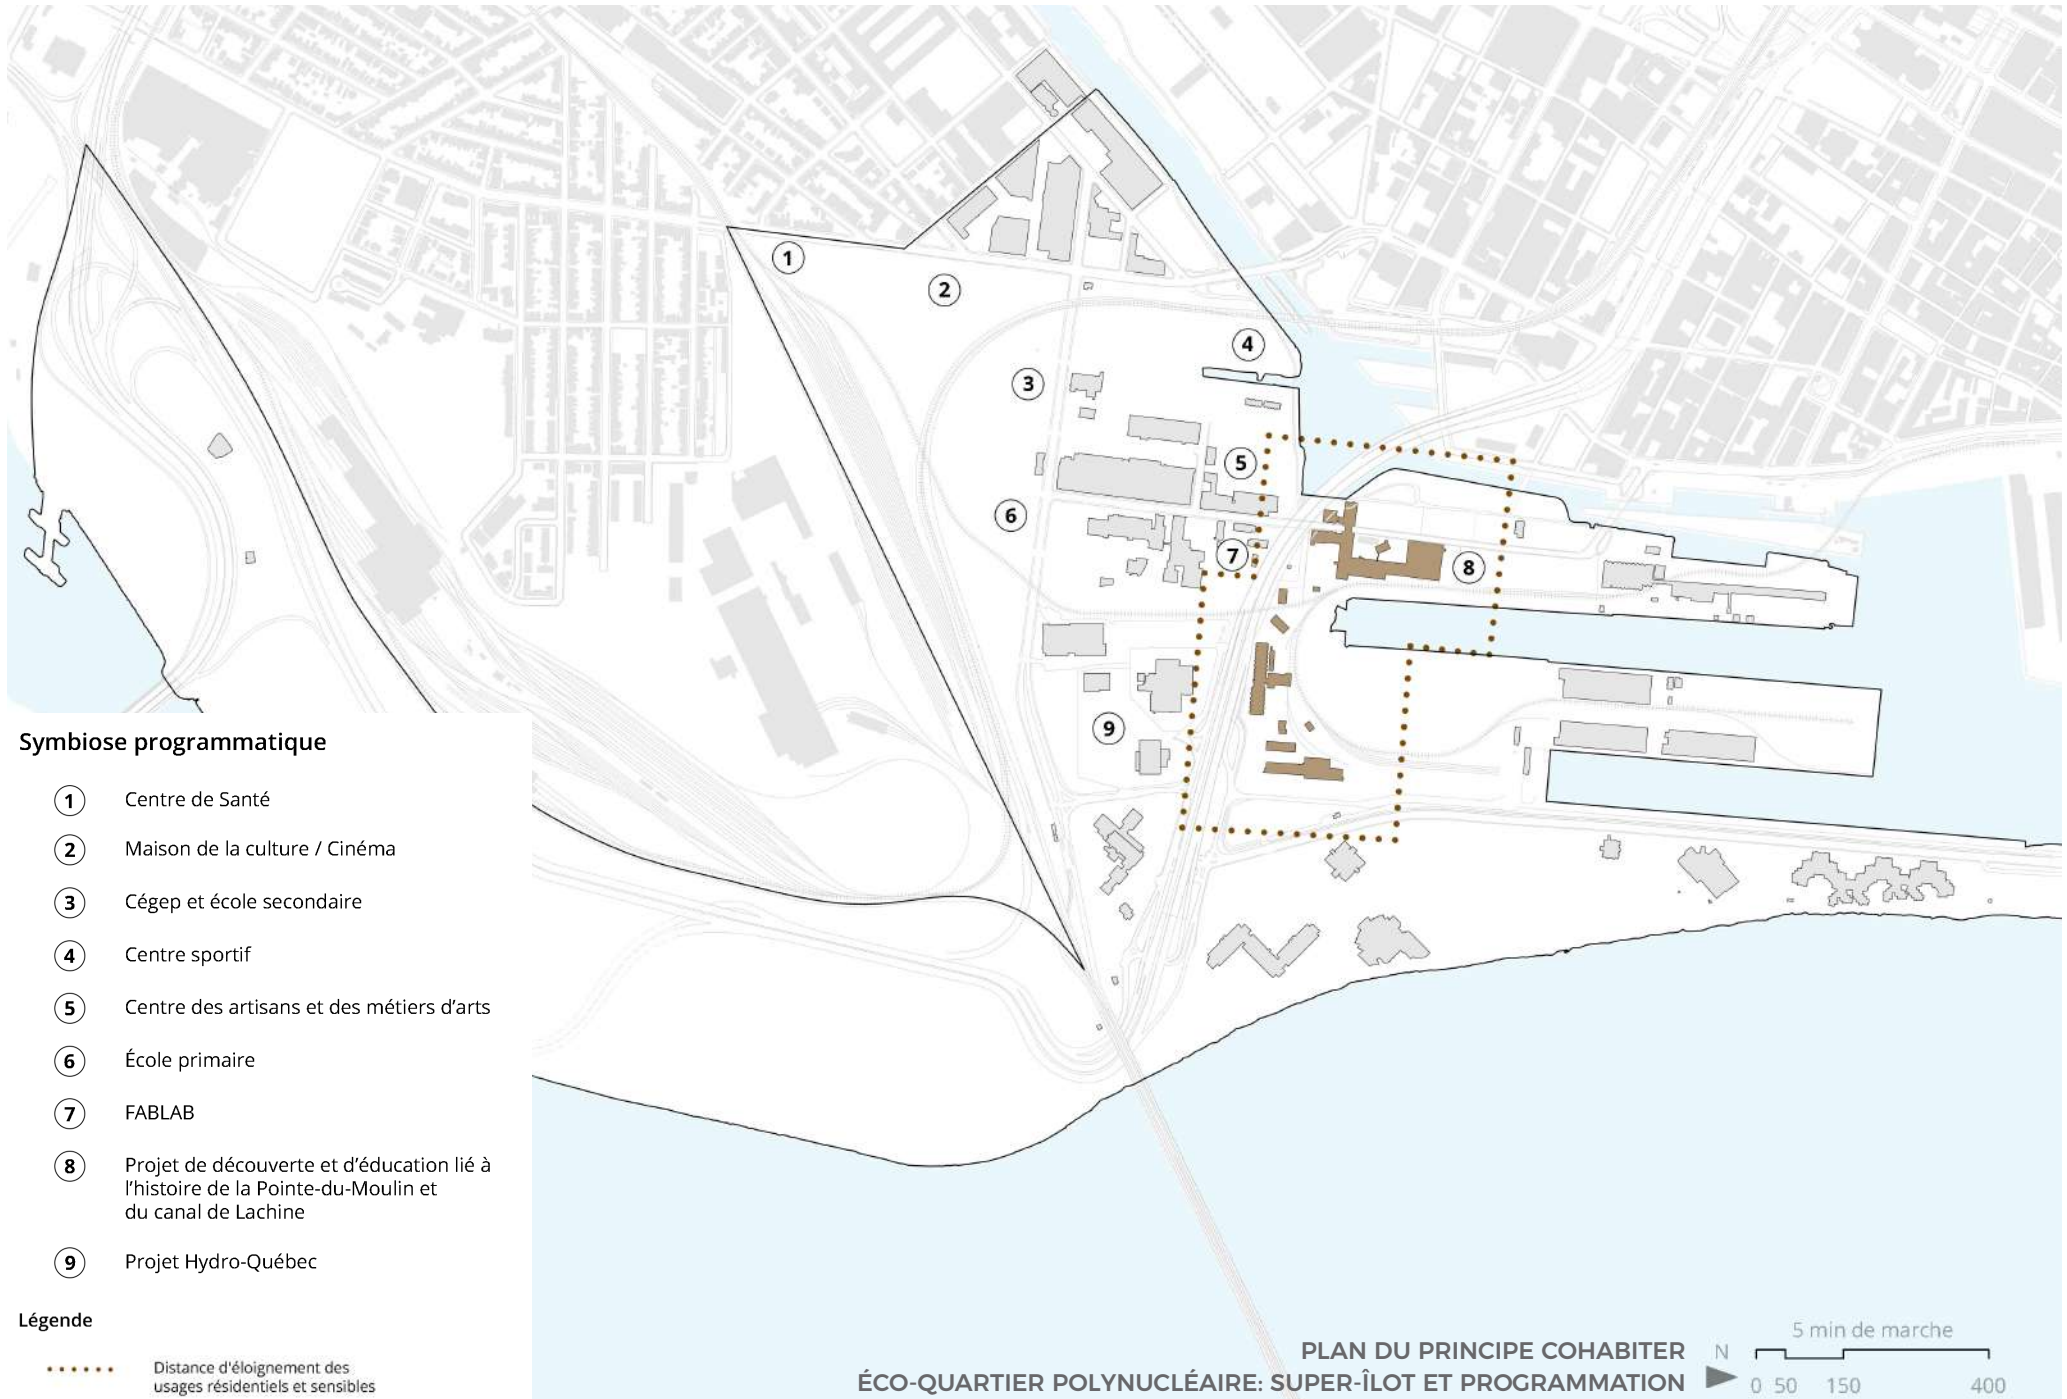 1
2
3
4
5
6
7
8
9
Symbiose programmatique
1 Centre de Santé
2 Maison de la culture / Cinéma
3 Cégep et école secondaire
4 Centre sportif
5 Centre des artisans et des métiers d'arts
6 École primaire
7 FABLAB
8 Projet de découverte et d'éducation lié à
l'histoire de la Pointe-du-Moulin et
du canal de Lachine
9 Projet Hydro-Québec
Légende
Distance d'éloignement des
usages résidentiels et sensibles
PLAN DU PRINCIPE COHABITER
ÉCO-QUARTIER POLYNUCLÉAIRE: SUPER-ÎLOT ET PROGRAMMATION
N
5 min de marche
0 50 150 400